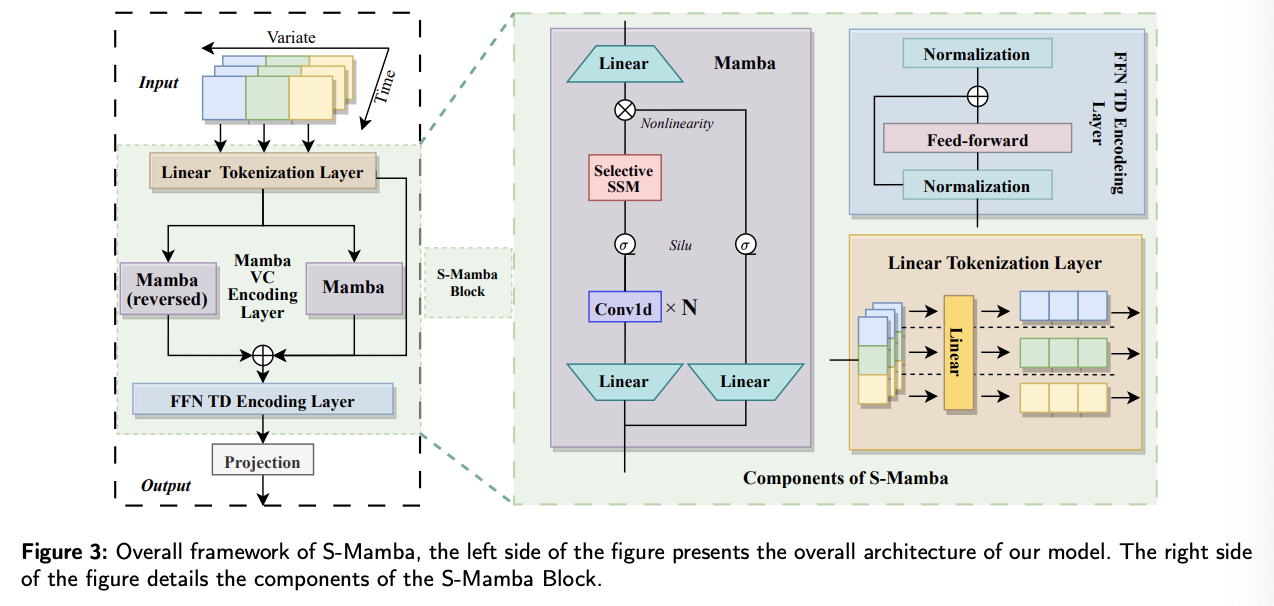 Variate
Input
Time
Linear Tokenization Layer
Mamba
(reversed)
Mamba
VC
Encoding
Layer
Mamba
FFN TD Encoding Layer
Projection
Output
S-Mamba
Block
Linear
Mamba
Nonlinearity
Selective
SSM
σ
Silu
σ
Conv1d × N
Linear
Linear
Normalization
Feed-forward
Normalization
FFN TD Encodeing
Layer
Linear Tokenization Layer
Linear
Components of S-Mamba
Figure 3: Overall framework of S-Mamba, the left side of the figure presents the overall architecture of our model. The right side
of the figure details the components of the S-Mamba Block.